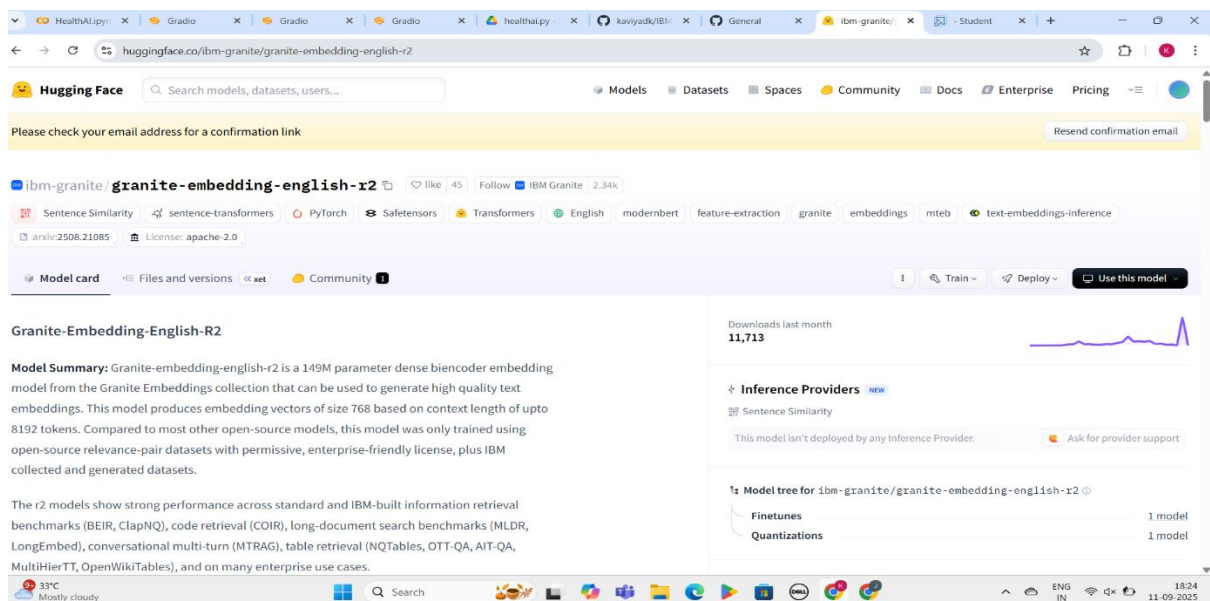 HealthAI.ipyn
Gradio
Gradio
Gradio
healthai.py -
kaviyadk/IBM
General
ibm-granite/
- Student
huggingface.co/ibm-granite/granite-embedding-english-r2
K
Hugging Face
Search models, datasets, users...
Models
Datasets
Spaces
Community
Docs
Enterprise
Pricing
Please check your email address for a confirmation link
Resend confirmation email
ibm-granite/granite-embedding-english-r2
like 45
Follow IBM Granite 2.34k
Sentence Similarity
sentence-transformers
PyTorch
Safetensors
Transformers
English
modernbert
feature-extraction
granite
embeddings
mteb
text-embeddings-inference
arxiv:2508.21085
License: apache-2.0
Model card
Files and versions
xet
Community 1
Train
Deploy
Use this model
Granite-Embedding-English-R2
Model Summary: Granite-embedding-english-r2 is a 149M parameter dense biencoder embedding
model from the Granite Embeddings collection that can be used to generate high quality text
embeddings. This model produces embedding vectors of size 768 based on context length of upto
8192 tokens. Compared to most other open-source models, this model was only trained using
open-source relevance-pair datasets with permissive, enterprise-friendly license, plus IBM
collected and generated datasets.
The r2 models show strong performance across standard and IBM-built information retrieval
benchmarks (BEIR, ClapNQ), code retrieval (COIR), long-document search benchmarks (MLDR,
LongEmbed), conversational multi-turn (MTRAG), table retrieval (NQTables, OTT-QA, AIT-QA,
MultiHierTT, OpenWikiTables), and on many enterprise use cases.
Downloads last month
11,713
Inference Providers NEW
Sentence Similarity
This model isn't deployed by any Inference Provider.
Ask for provider support
Model tree for ibm-granite/granite-embedding-english-r2
Finetunes
1 model
Quantizations
1 model
33°C
Mostly cloudy
Search
DELL
ENG
IN
18:24
11-09-2025